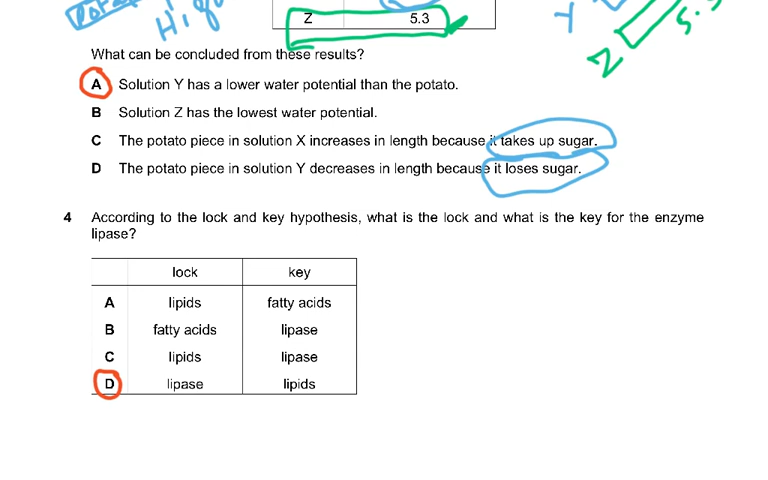 High
Z 5.3
Y
Z
What can be concluded from these results?
A Solution Y has a lower water potential than the potato.
B Solution Z has the lowest water potential.
C The potato piece in solution X increases in length because it takes up sugar.
D The potato piece in solution Y decreases in length because it loses sugar.
4 According to the lock and key hypothesis, what is the lock and what is the key for the enzyme
lipase?
lock key
A lipids fatty acids
B fatty acids lipase
C lipids lipase
D lipase lipids